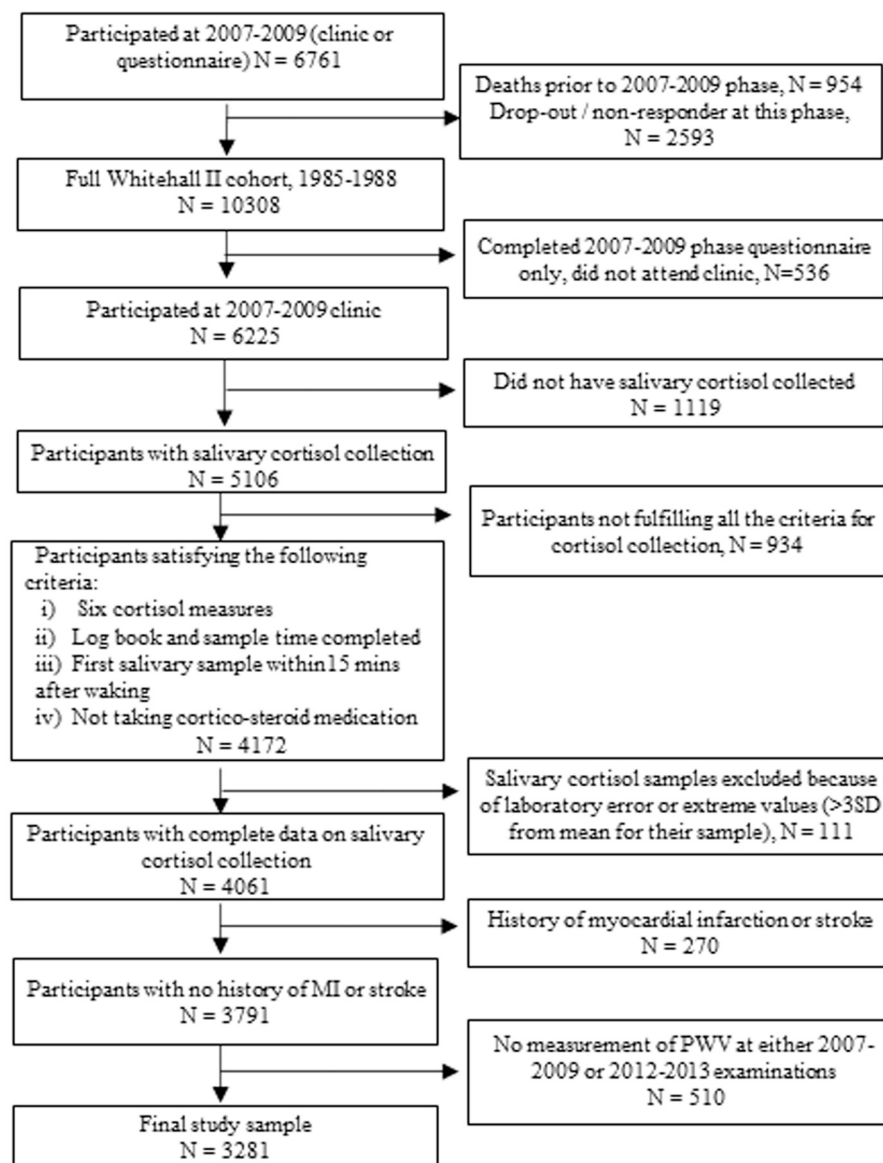 Participated at 2007-2009 (clinic or
questionnaire) N = 6761
Deaths prior to 2007-2009 phase, N = 954
Drop-out / non-responder at this phase,
N = 2593
Full Whitehall II cohort, 1985-1988
N = 10308
Completed 2007-2009 phase questionnaire
only, did not attend clinic, N=536
Participated at 2007-2009 clinic
N = 6225
Did not have salivary cortisol collected
N = 1119
Participants with salivary cortisol collection
N = 5106
Participants not fulfilling all the criteria for
cortisol collection, N = 934
Participants satisfying the following
criteria:
i) Six cortisol measures
ii) Log book and sample time completed
iii) First salivary sample within 15 mins
after waking
iv) Not taking cortico-steroid medication
N = 4172
Salivary cortisol samples excluded because
of laboratory error or extreme values (>3SD
from mean for their sample), N = 111
Participants with complete data on salivary
cortisol collection
N = 4061
History of myocardial infarction or stroke
N = 270
Participants with no history of MI or stroke
N = 3791
No measurement of PWV at either 2007-
2009 or 2012-2013 examinations
N = 510
Final study sample
N = 3281